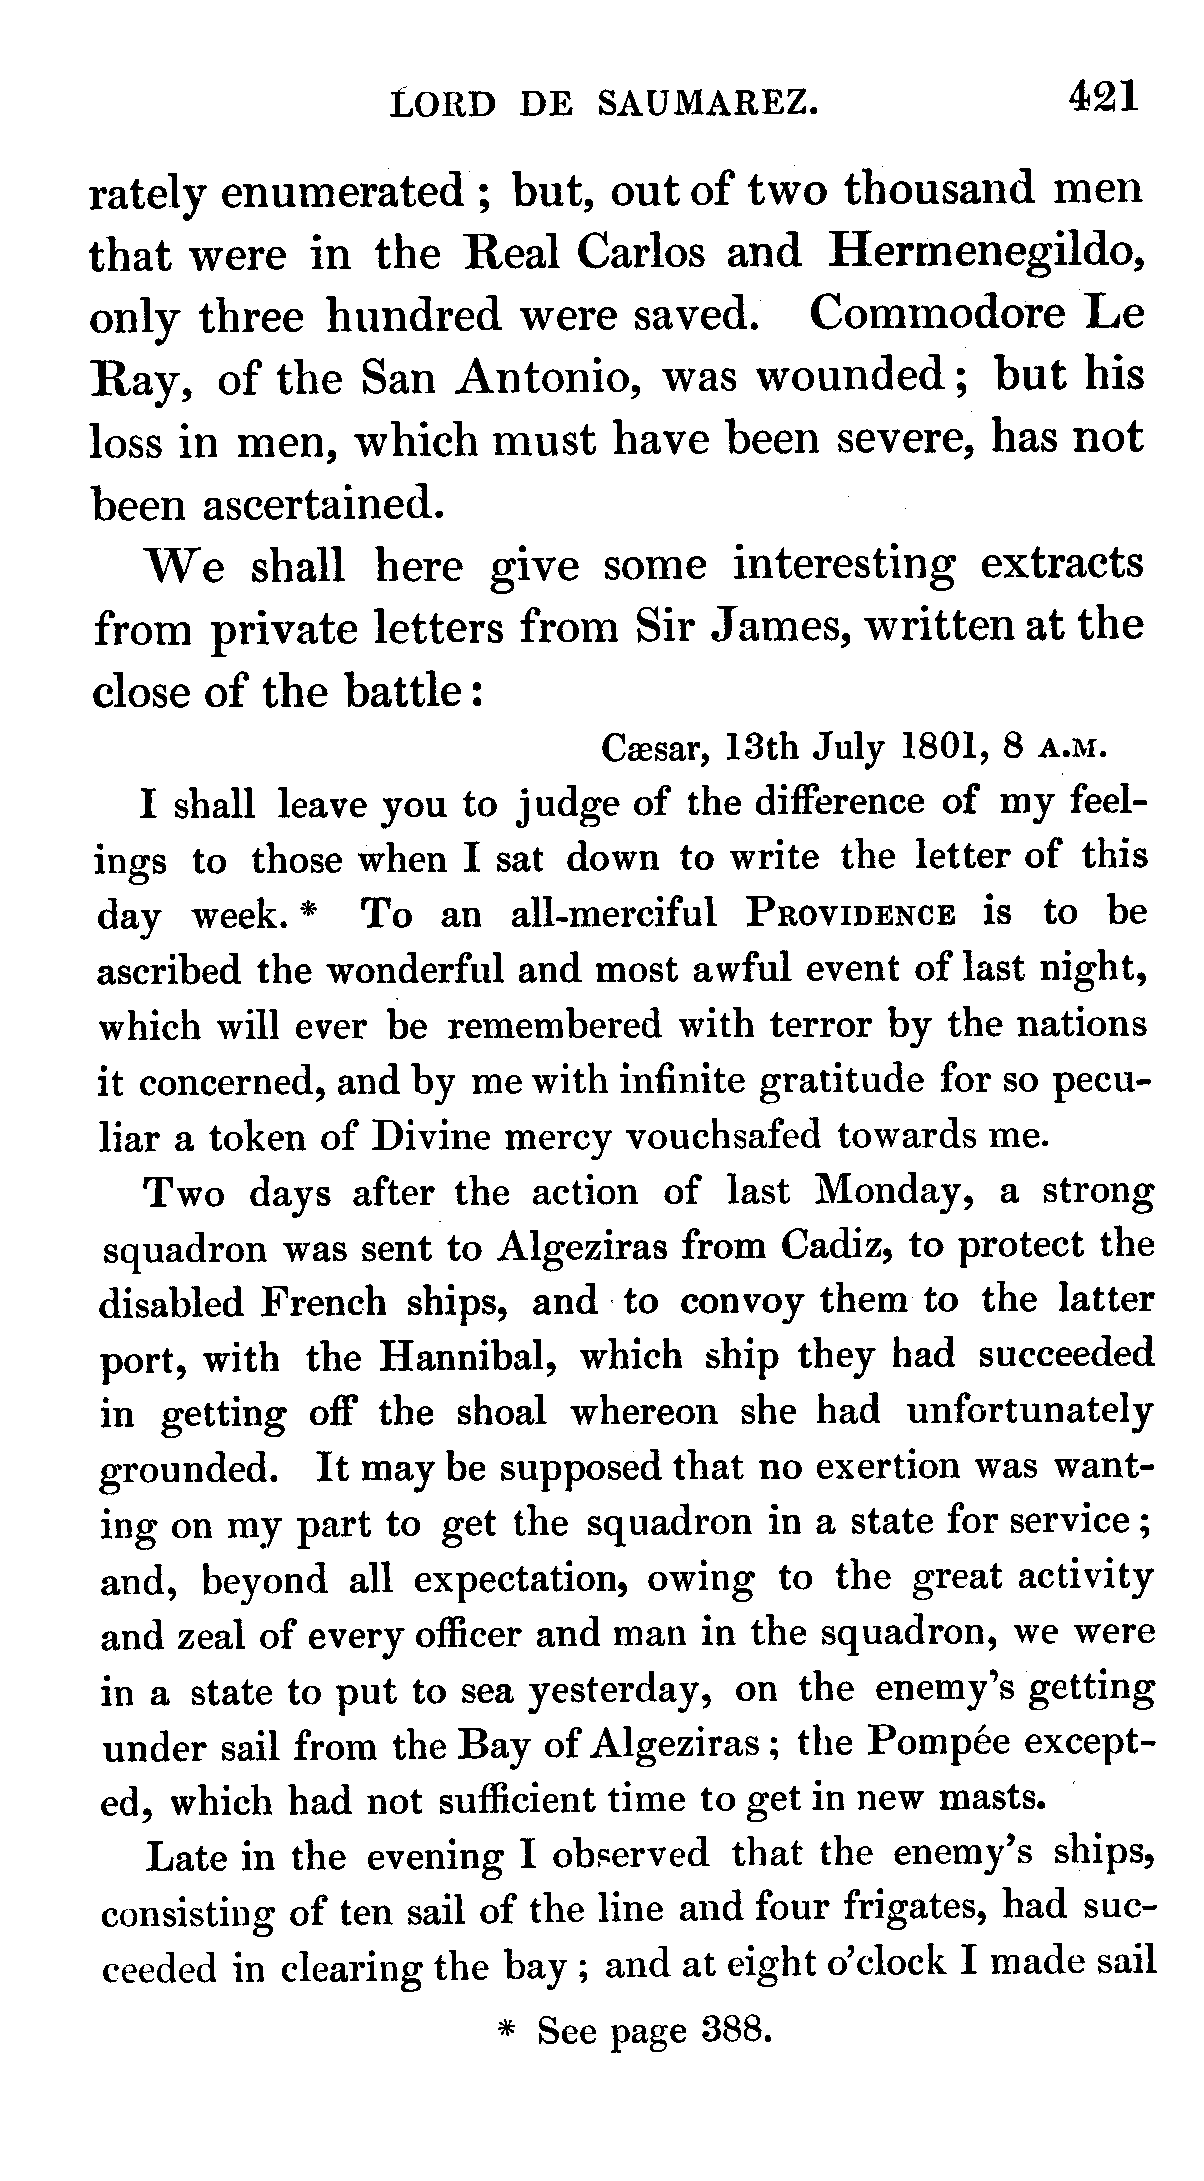 LORD DE SAUMAREZ. 421
rately enumerated ; but, out of two thousand men
that were in the Real Carlos and Hermenegildo,
only three hundred were saved. Commodore Le
Ray, of the San Antonio, was wounded ; but his
loss in men, which must have been severe, has not
been ascertained.
We shall here give some interesting extracts
from private letters from Sir James, written at the
close of the battle :
Cæsar, 13th July 1801, 8 A.M.
I shall leave you to judge of the difference of my feel-
ings to those when I sat down to write the letter of this
day week. * To an all-merciful PROVIDENCE is to be
ascribed the wonderful and most awful event of last night,
which will ever be remembered with terror by the nations
it concerned, and by me with infinite gratitude for so pecu-
liar a token of Divine mercy vouchsafed towards me.
Two days after the action of last Monday, a strong
squadron was sent to Algeziras from Cadiz, to protect the
disabled French ships, and to convoy them to the latter
port, with the Hannibal, which ship they had succeeded
in getting off the shoal whereon she had unfortunately
grounded. It may be supposed that no exertion was want-
ing on my part to get the squadron in a state for service ;
and, beyond all expectation, owing to the great activity
and zeal of every officer and man in the squadron, we were
in a state to put to sea yesterday, on the enemy's getting
under sail from the Bay of Algeziras ; the Pompée except-
ed, which had not sufficient time to get in new masts.
Late in the evening I observed that the enemy's ships,
consisting of ten sail of the line and four frigates, had suc-
ceeded in clearing the bay ; and at eight o'clock I made sail
* See page 388.